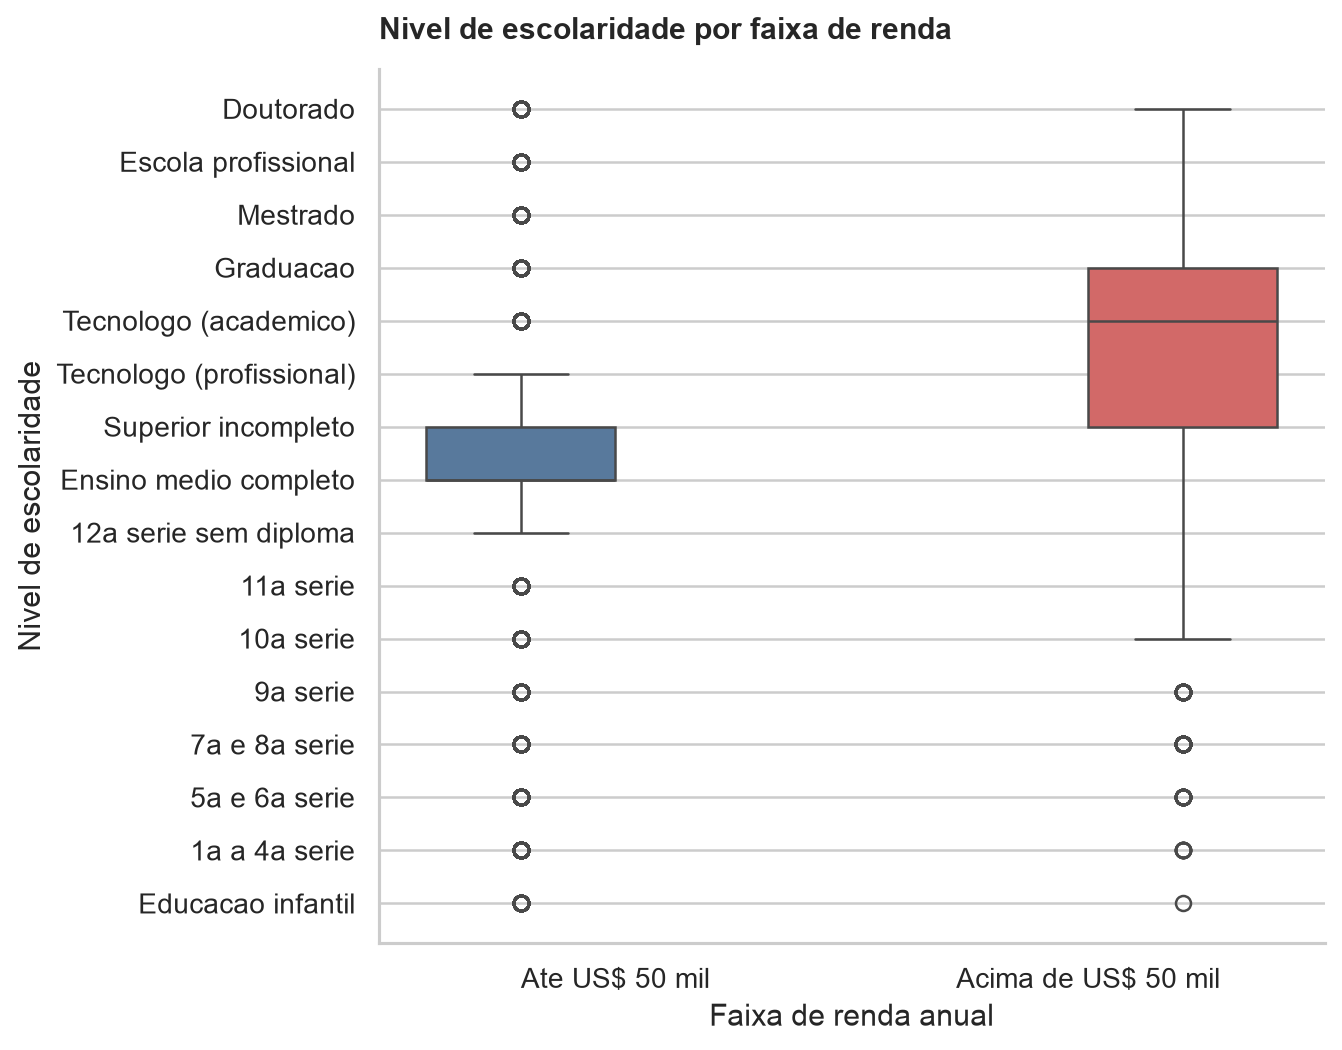 Nivel de escolaridade por faixa de renda
Nivel de escolaridade
Doutorado
Escola profissional
Mestrado
Graduacao
Tecnologo (academico)
Tecnologo (profissional)
Superior incompleto
Ensino medio completo
12a serie sem diploma
11a serie
10a serie
9a serie
7a e 8a serie
5a e 6a serie
1a a 4a serie
Educacao infantil
Ate US$ 50 mil
Acima de US$ 50 mil
Faixa de renda anual